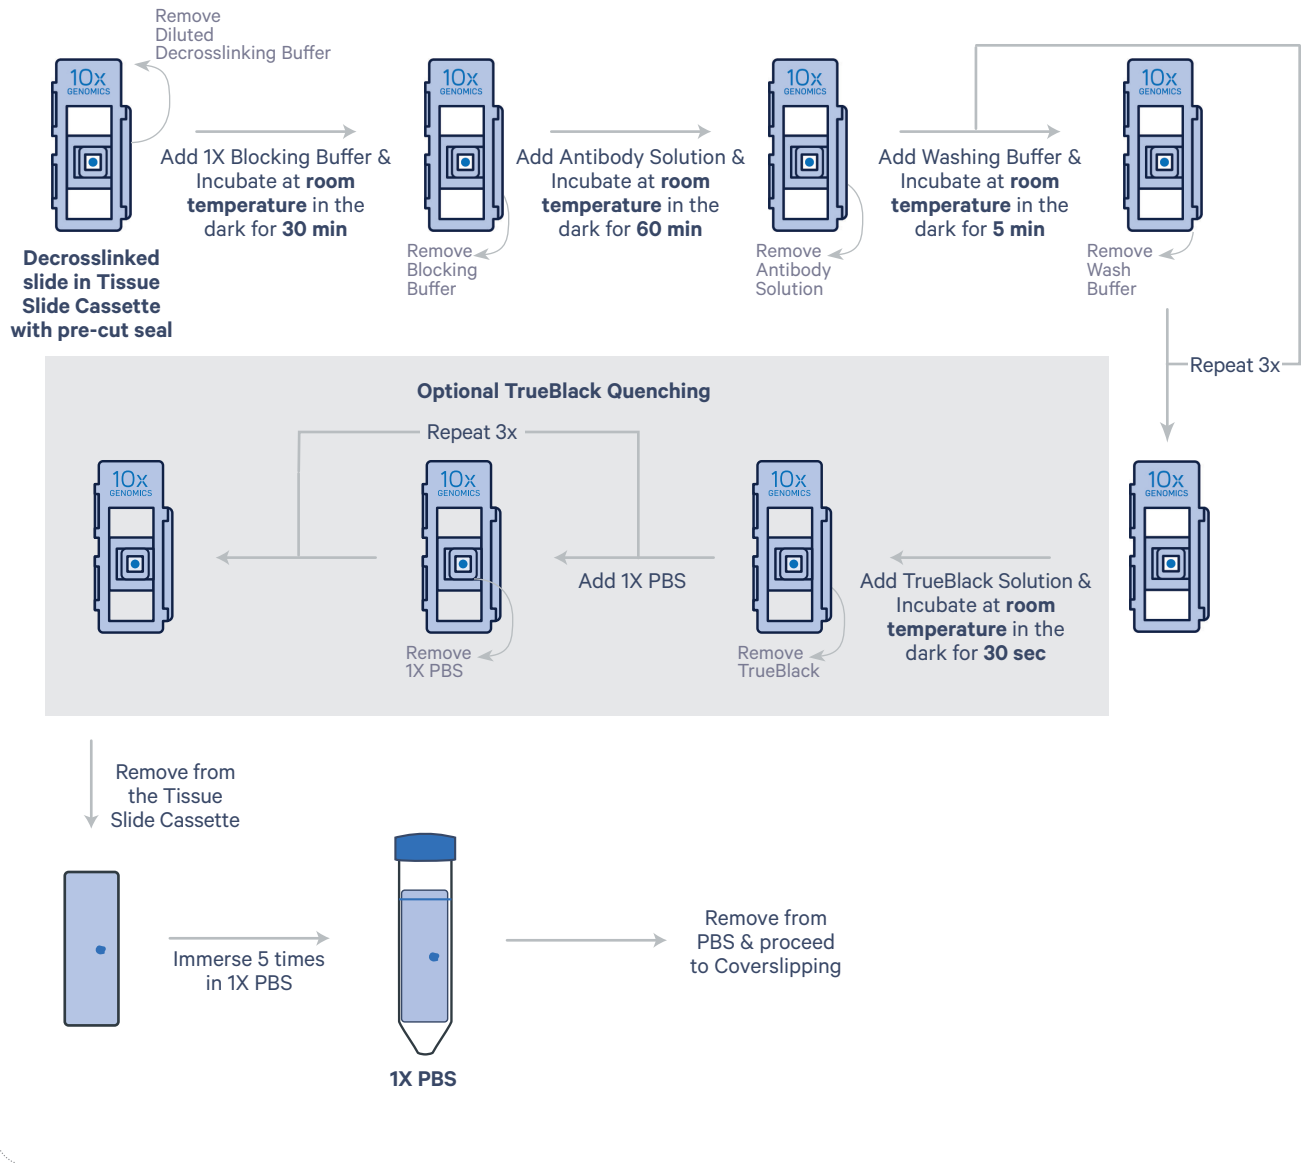 Remove
Diluted
Decrosslinking Buffer
10x
GENOMICS
Decrosslinked
slide in Tissue
Slide Cassette
with pre-cut seal
Add 1X Blocking Buffer &
Incubate at room
temperature in the
dark for 30 min
10x
GENOMICS
Remove
Blocking
Buffer
Add Antibody Solution &
Incubate at room
temperature in the
dark for 60 min
10x
GENOMICS
Remove
Antibody
Solution
Add Washing Buffer &
Incubate at room
temperature in the
dark for 5 min
10x
GENOMICS
Remove
Wash
Buffer
Repeat 3x
10x
GENOMICS
Optional TrueBlack Quenching
Add TrueBlack Solution &
Incubate at room
temperature in the
dark for 30 sec
10x
GENOMICS
Remove
TrueBlack
Add 1X PBS
Repeat 3x
10x
GENOMICS
Remove
1X PBS
10x
GENOMICS
Remove from
the Tissue
Slide Cassette
Immerse 5 times
in 1X PBS
1X PBS
Remove from
PBS & proceed
to Coverslipping